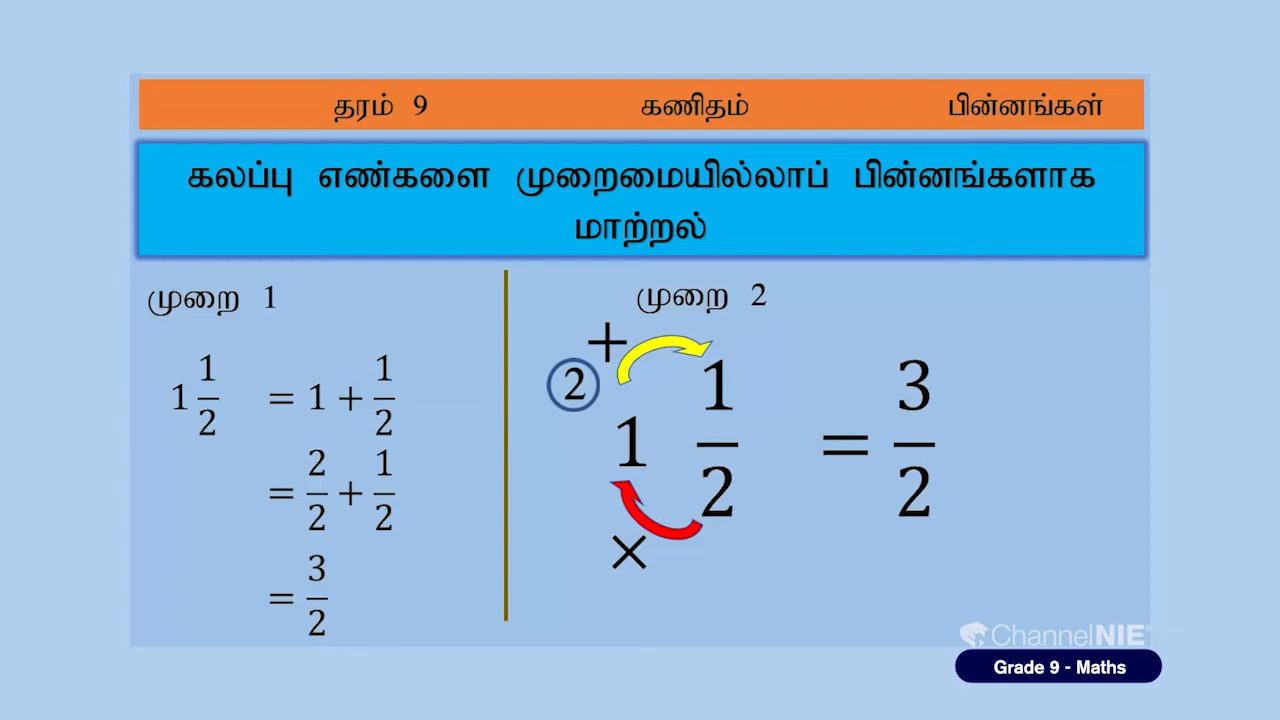 தரம் 9 கணிதம் பின்னங்கள்
கலப்பு எண்களை முறைமையில்லாப் பின்னங்களாக
மாற்றல்
முறை 1
1 1/2 = 1 + 1/2
= 2/2 + 1/2
= 3/2
முறை 2
+
2
1 1/2 = 3/2
×
ChannelNIE®
Grade 9 - Maths